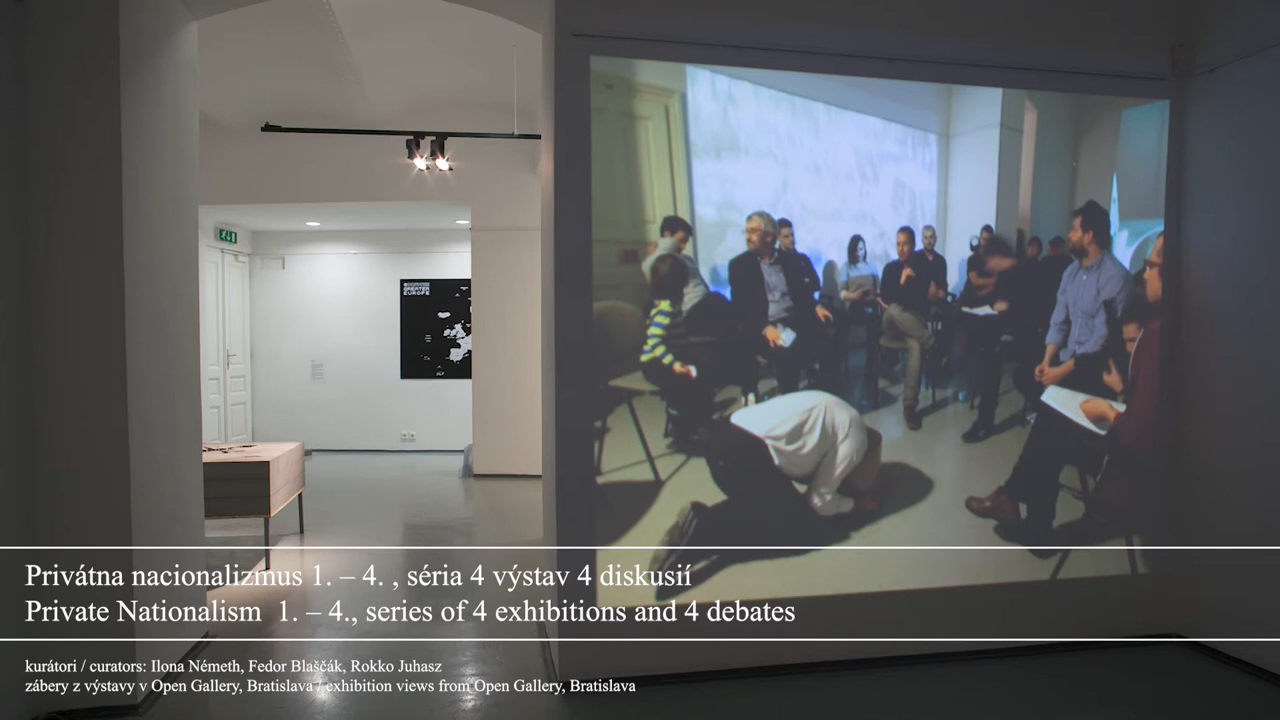 GREATER
EUROPE
Privátna nacionalizmus 1. – 4. , séria 4 výstav 4 diskusií
Private Nationalism 1. – 4., series of 4 exhibitions and 4 debates
kurátori / curators: Ilona Németh, Fedor Blaščák, Rokko Juhasz
zábery z výstavy v Open Gallery, Bratislava / exhibition views from Open Gallery, Bratislava